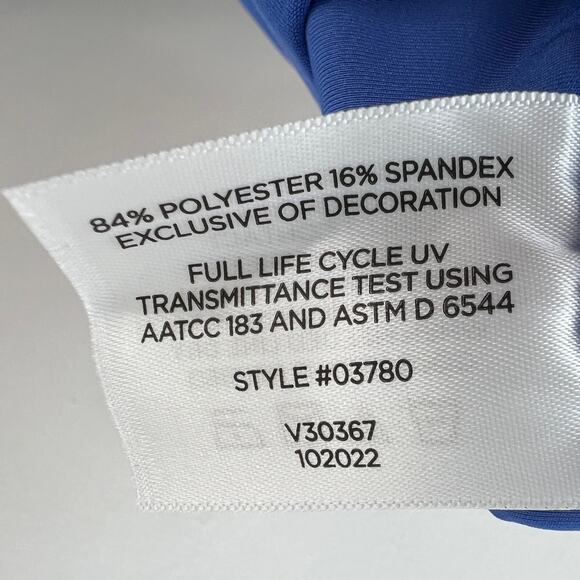 84% POLYESTER 16% SPANDEX
EXCLUSIVE OF DECORATION
FULL LIFE CYCLE UV
TRANSMITTANCE TEST USING
AATCC 183 AND ASTM D 6544
STYLE #03780
V30367
102022